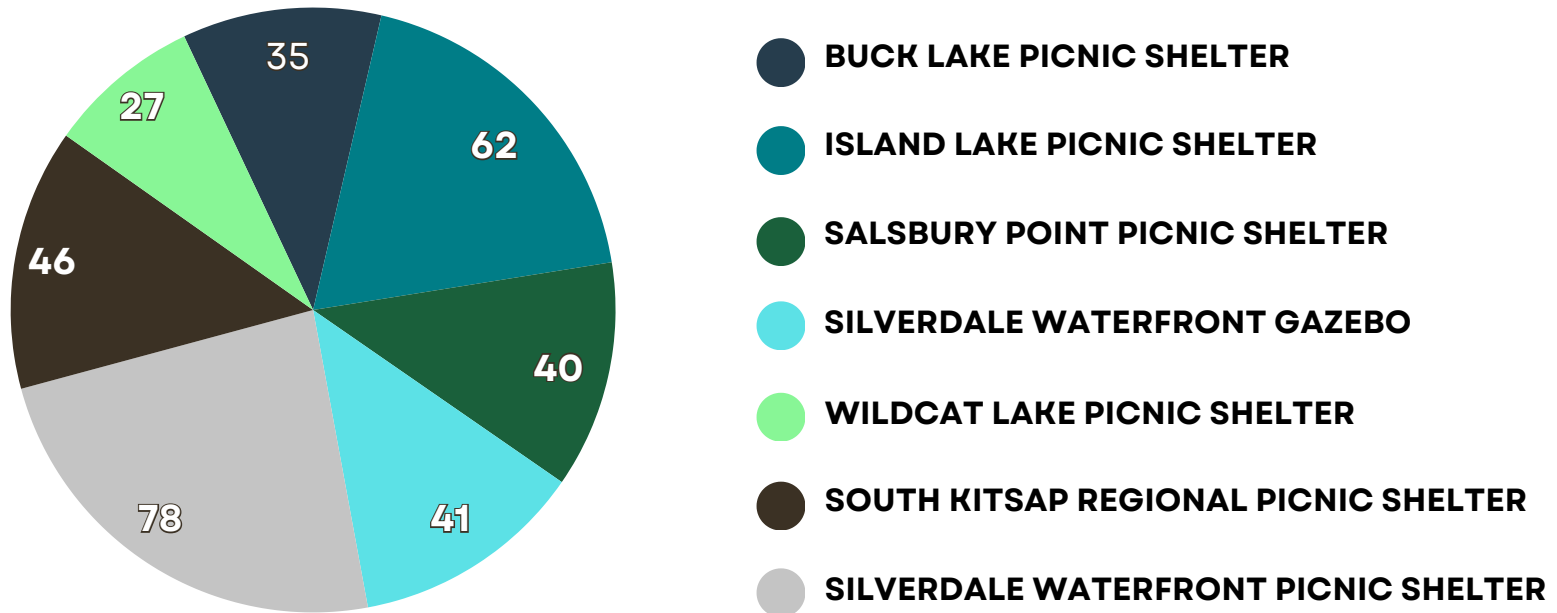 35
62
27
46
40
78
41
BUCK LAKE PICNIC SHELTER
ISLAND LAKE PICNIC SHELTER
SALSBURY POINT PICNIC SHELTER
SILVERDALE WATERFRONT GAZEBO
WILDCAT LAKE PICNIC SHELTER
SOUTH KITSAP REGIONAL PICNIC SHELTER
SILVERDALE WATERFRONT PICNIC SHELTER